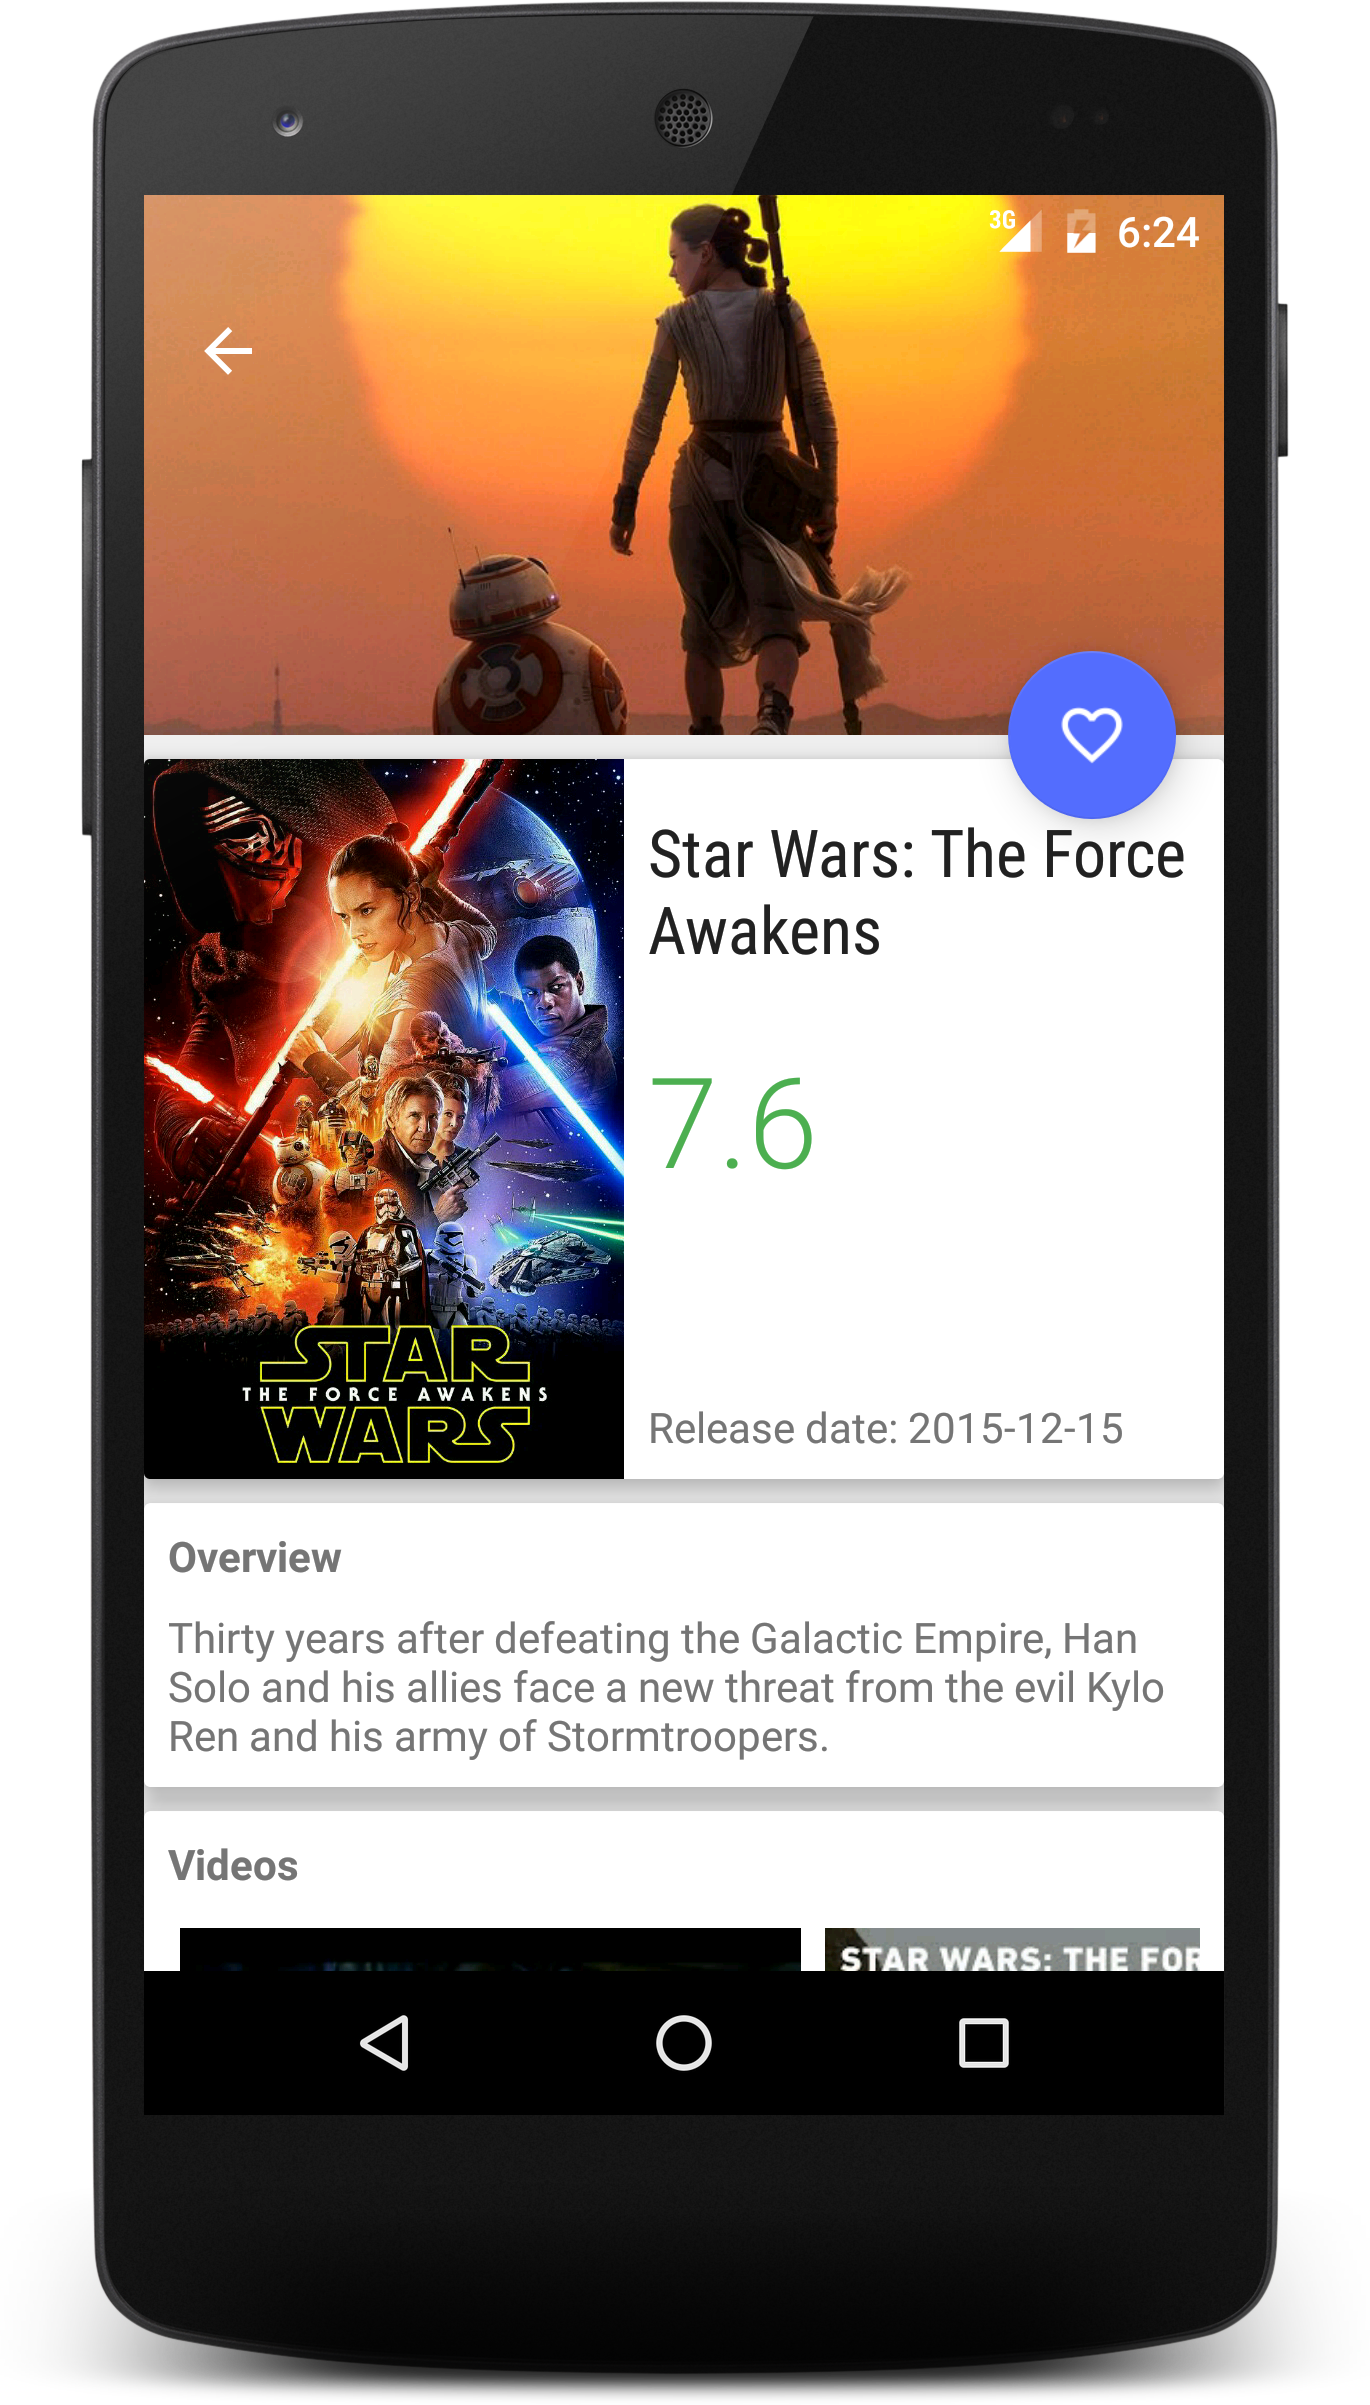 3G 6:24
Star Wars: The Force
Awakens
7.6
STAR
THE FORCE AWAKENS
WARS
Release date: 2015-12-15
Overview
Thirty years after defeating the Galactic Empire, Han
Solo and his allies face a new threat from the evil Kylo
Ren and his army of Stormtroopers.
Videos
STAR WARS: THE FOR